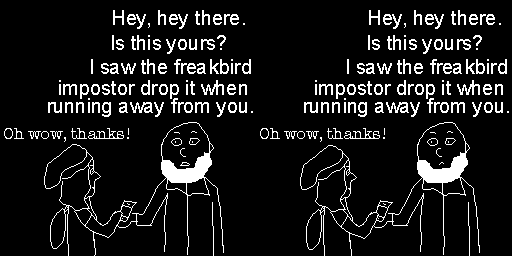 Hey, hey there.
Is this yours?
I saw the freakbird
impostor drop it when
running away from you.
Oh wow, thanks!
Hey, hey there.
Is this yours?
I saw the freakbird
impostor drop it when
running away from you.
Oh wow, thanks!